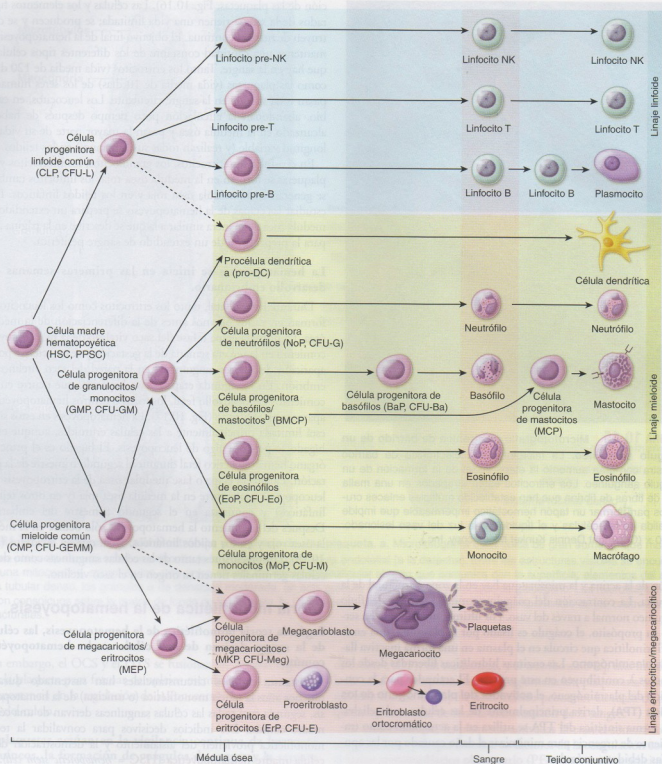 Linfocito pre-NK
Linfocito NK
Linfocito NK
Linfocito pre-T
Linfocito T
Linfocito T
Célula
progenitora
linfoide común
(CLP, CFU-L)
Linfocito pre-B
Linfocito B
Linfocito B
Plasmocito
Linaje linfoide
Procélula dendrítica
a (pro-DC)
Célula dendrítica
Célula madre
hematopoyética
(HSC, PPSC)
Célula progenitora
de neutrófilos (NoP, CFU-G)
Neutrófilo
Neutrófilo
Célula progenitora
de granulocitos/
monocitos
(GMP, CFU-GM)
Célula progenitora
de basófilos/
mastocitosᵇ (BMCP)
Célula progenitora de
basófilos (BaP, CFU-Ba)
Basófilo
Célula
progenitora
de mastocitos
(MCP)
Mastocito
Linaje mieloide
Célula progenitora
de eosinófilos
(EoP, CFU-Eo)
Eosinófilo
Eosinófilo
Célula progenitora
mieloide común
(CMP, CFU-GEMM)
Célula progenitora de
monocitos (MoP, CFU-M)
Monocito
Macrófago
Célula progenitora
de megacariocitos/
eritrocitos
(MEP)
Célula
progenitora de
megacariocitosc
(MKP, CFU-Meg)
Megacarioblasto
Megacariocito
Plaquetas
Célula
progenitora de
eritrocitos (ErP, CFU-E)
Proeritroblasto
Eritroblasto
ortocromático
Eritrocito
Linaje eritrocítico/megacariocítico
Médula ósea
Sangre
Tejido conjuntivo